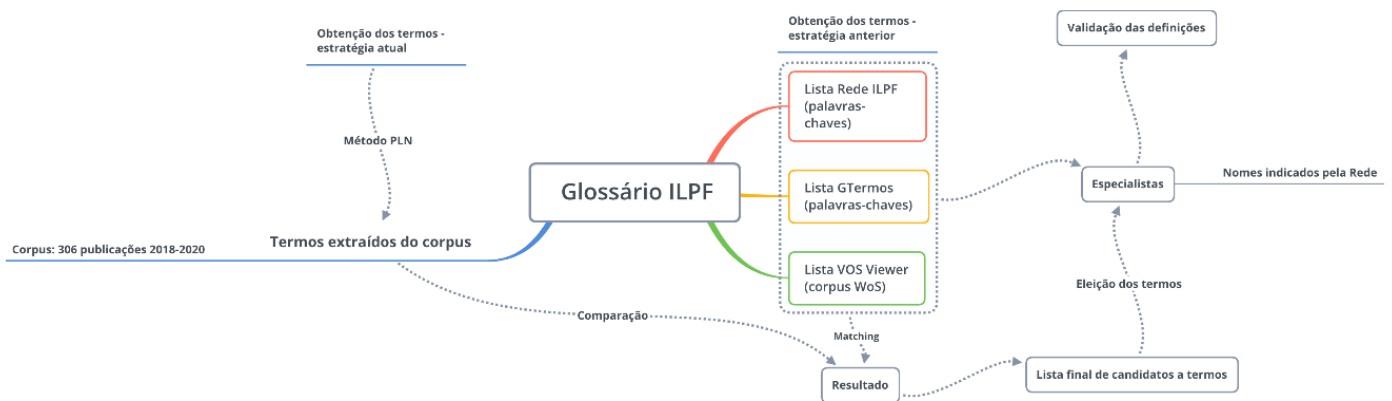 Obtenção dos termos -
estratégia atual
Obtenção dos termos -
estratégia anterior
Validação das definições
Lista Rede ILPF
(palavras-
chaves)
Método PLN
Glossário ILPF
Lista GTermos
(palavras-chaves)
Especialistas
Nomes indicados pela Rede
Corpus: 306 publicações 2018-2020
Termos extraídos do corpus
Lista VOS Viewer
(corpus WoS)
Eleição dos termos
Comparação
Matching
Resultado
Lista final de candidatos a termos